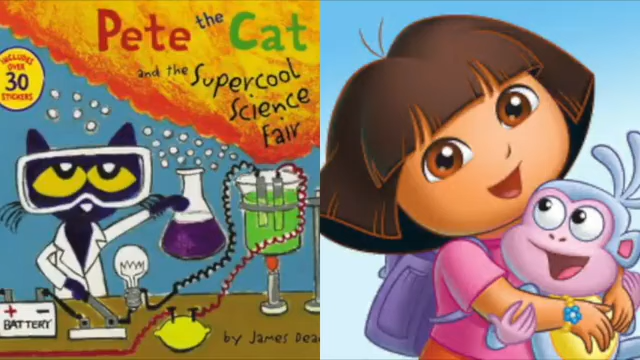 Pete the Cat
and the Supercool
Science
Fair
INCLUDES
OVER
30
STICKERS
+ -
BATTERY
by James Dea